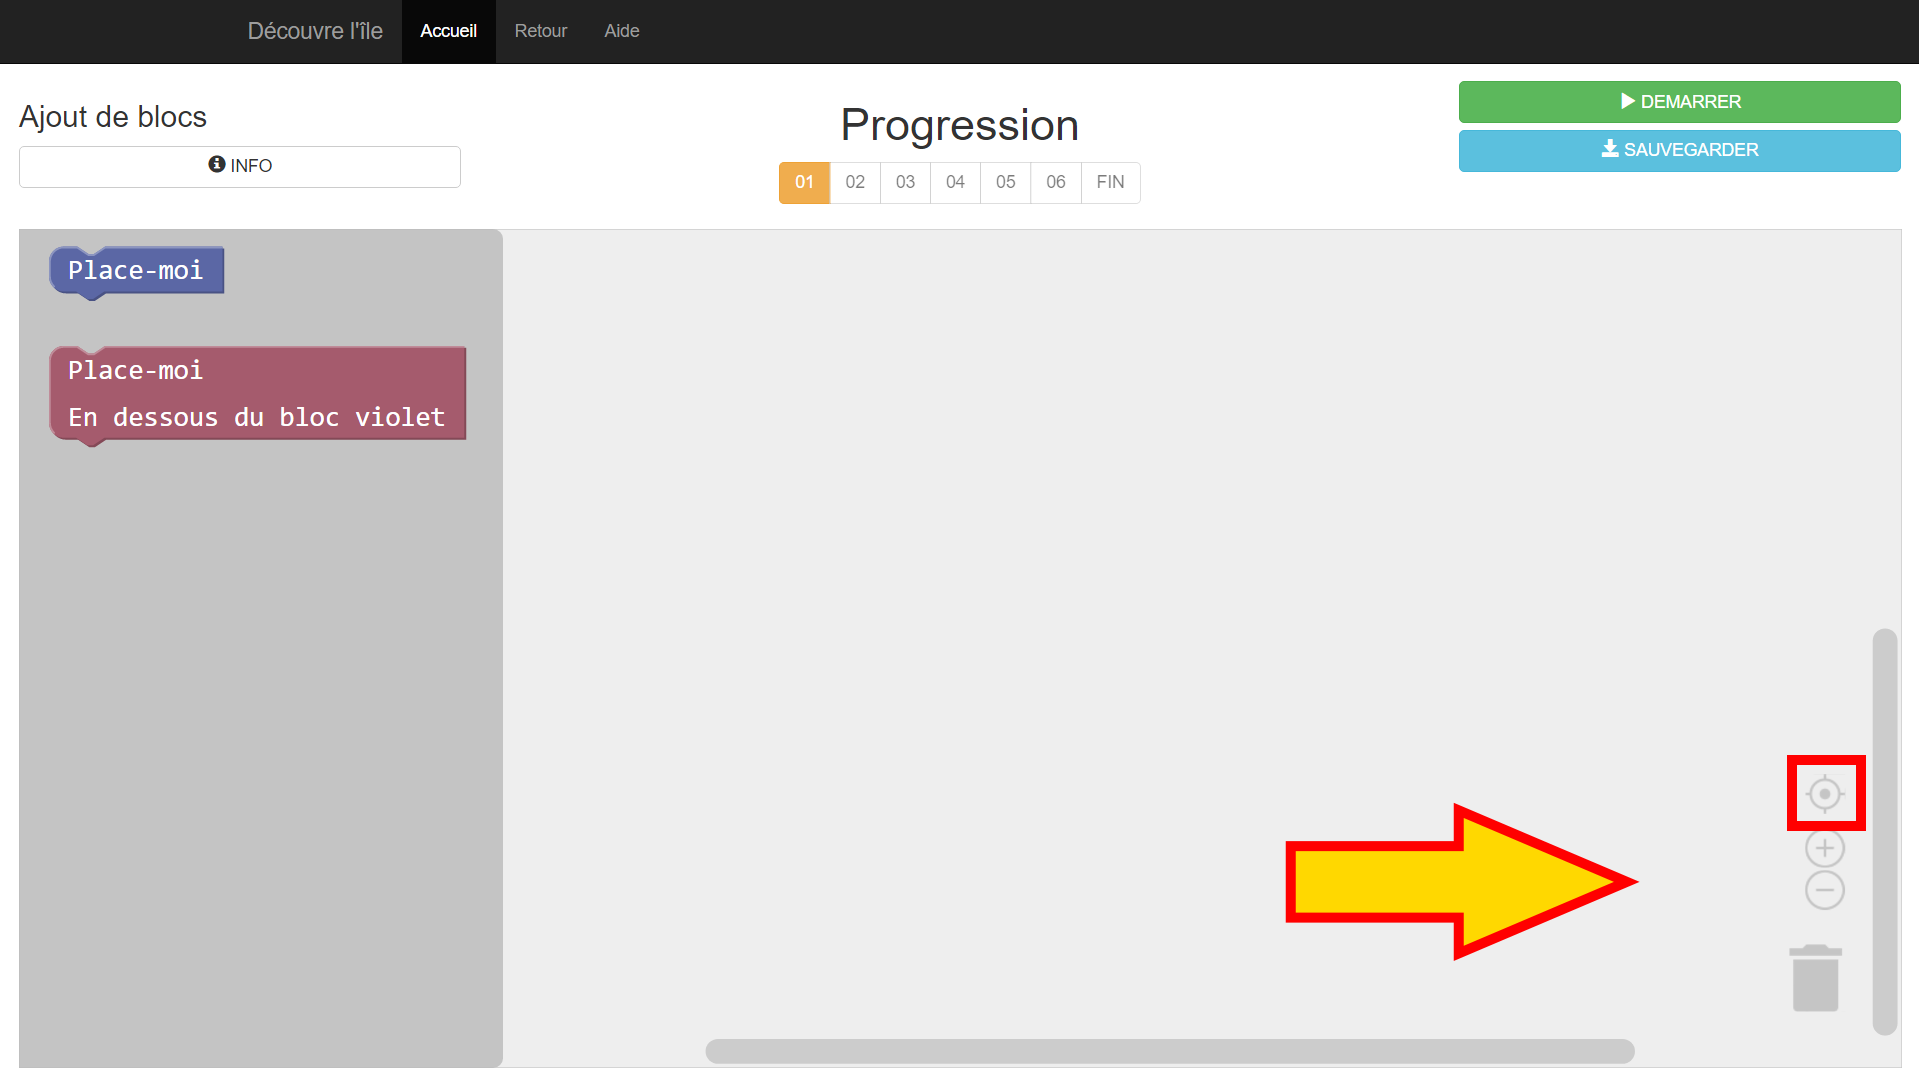 Découvre l'île Accueil Retour Aide
Ajout de blocs
INFO
Progression
01 02 03 04 05 06 FIN
DEMARRER
SAUVEGARDER
Place-moi
Place-moi
En dessous du bloc violet